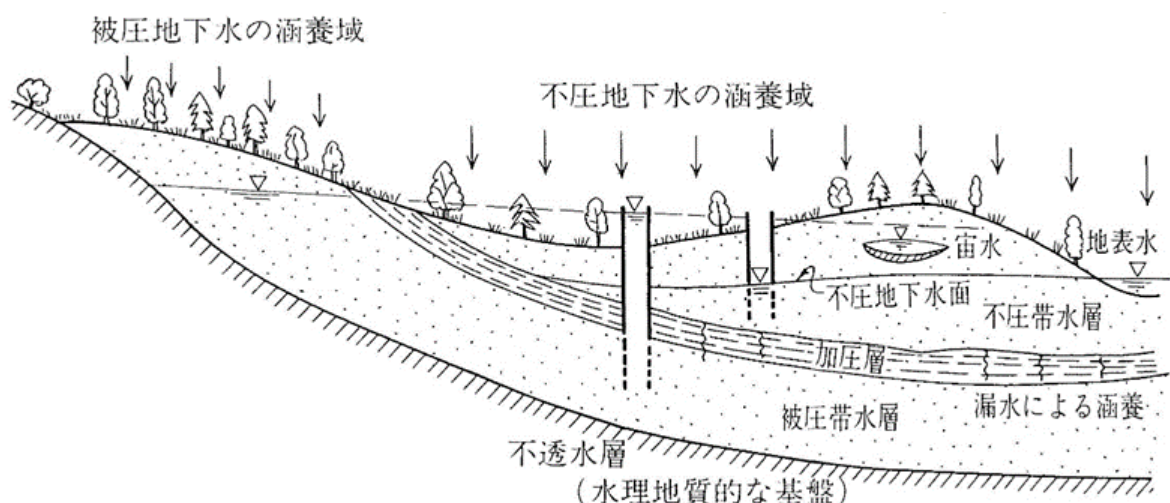 被圧地下水の涵養域
不圧地下水の涵養域
宙水
地表水
不圧地下水面
不圧帯水層
加圧層
漏水による涵養
被圧帯水層
不透水層
(水理地質的な基盤)